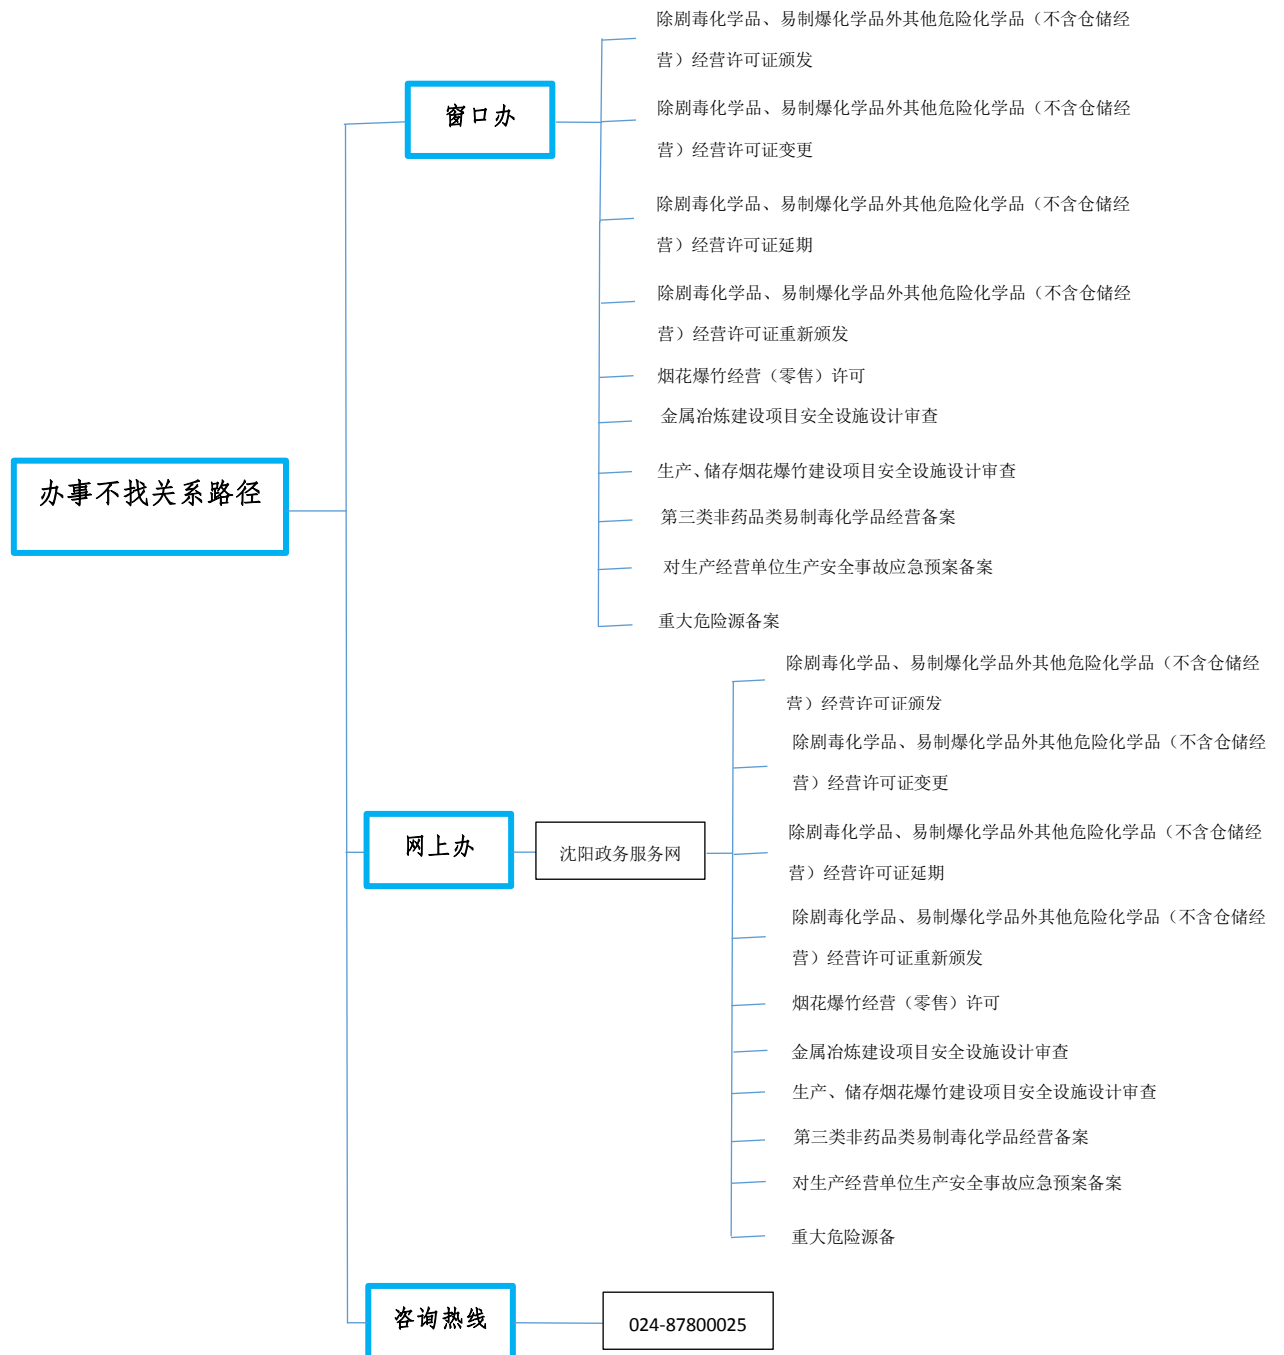 除剧毒化学品、易制爆化学品外其他危险化学品（不含仓储经
营）经营许可证颁发
窗口办
除剧毒化学品、易制爆化学品外其他危险化学品（不含仓储经
营）经营许可证变更
除剧毒化学品、易制爆化学品外其他危险化学品（不含仓储经
营）经营许可证延期
除剧毒化学品、易制爆化学品外其他危险化学品（不含仓储经
营）经营许可证重新颁发
烟花爆竹经营（零售）许可
金属冶炼建设项目安全设施设计审查
生产、储存烟花爆竹建设项目安全设施设计审查
第三类非药品类易制毒化学品经营备案
对生产经营单位生产安全事故应急预案备案
重大危险源备案
办事不找关系路径
除剧毒化学品、易制爆化学品外其他危险化学品（不含仓储经
营）经营许可证颁发
除剧毒化学品、易制爆化学品外其他危险化学品（不含仓储经
营）经营许可证变更
网上办
沈阳政务服务网
除剧毒化学品、易制爆化学品外其他危险化学品（不含仓储经
营）经营许可证延期
除剧毒化学品、易制爆化学品外其他危险化学品（不含仓储经
营）经营许可证重新颁发
烟花爆竹经营（零售）许可
金属冶炼建设项目安全设施设计审查
生产、储存烟花爆竹建设项目安全设施设计审查
第三类非药品类易制毒化学品经营备案
对生产经营单位生产安全事故应急预案备案
重大危险源备
咨询热线
024-87800025